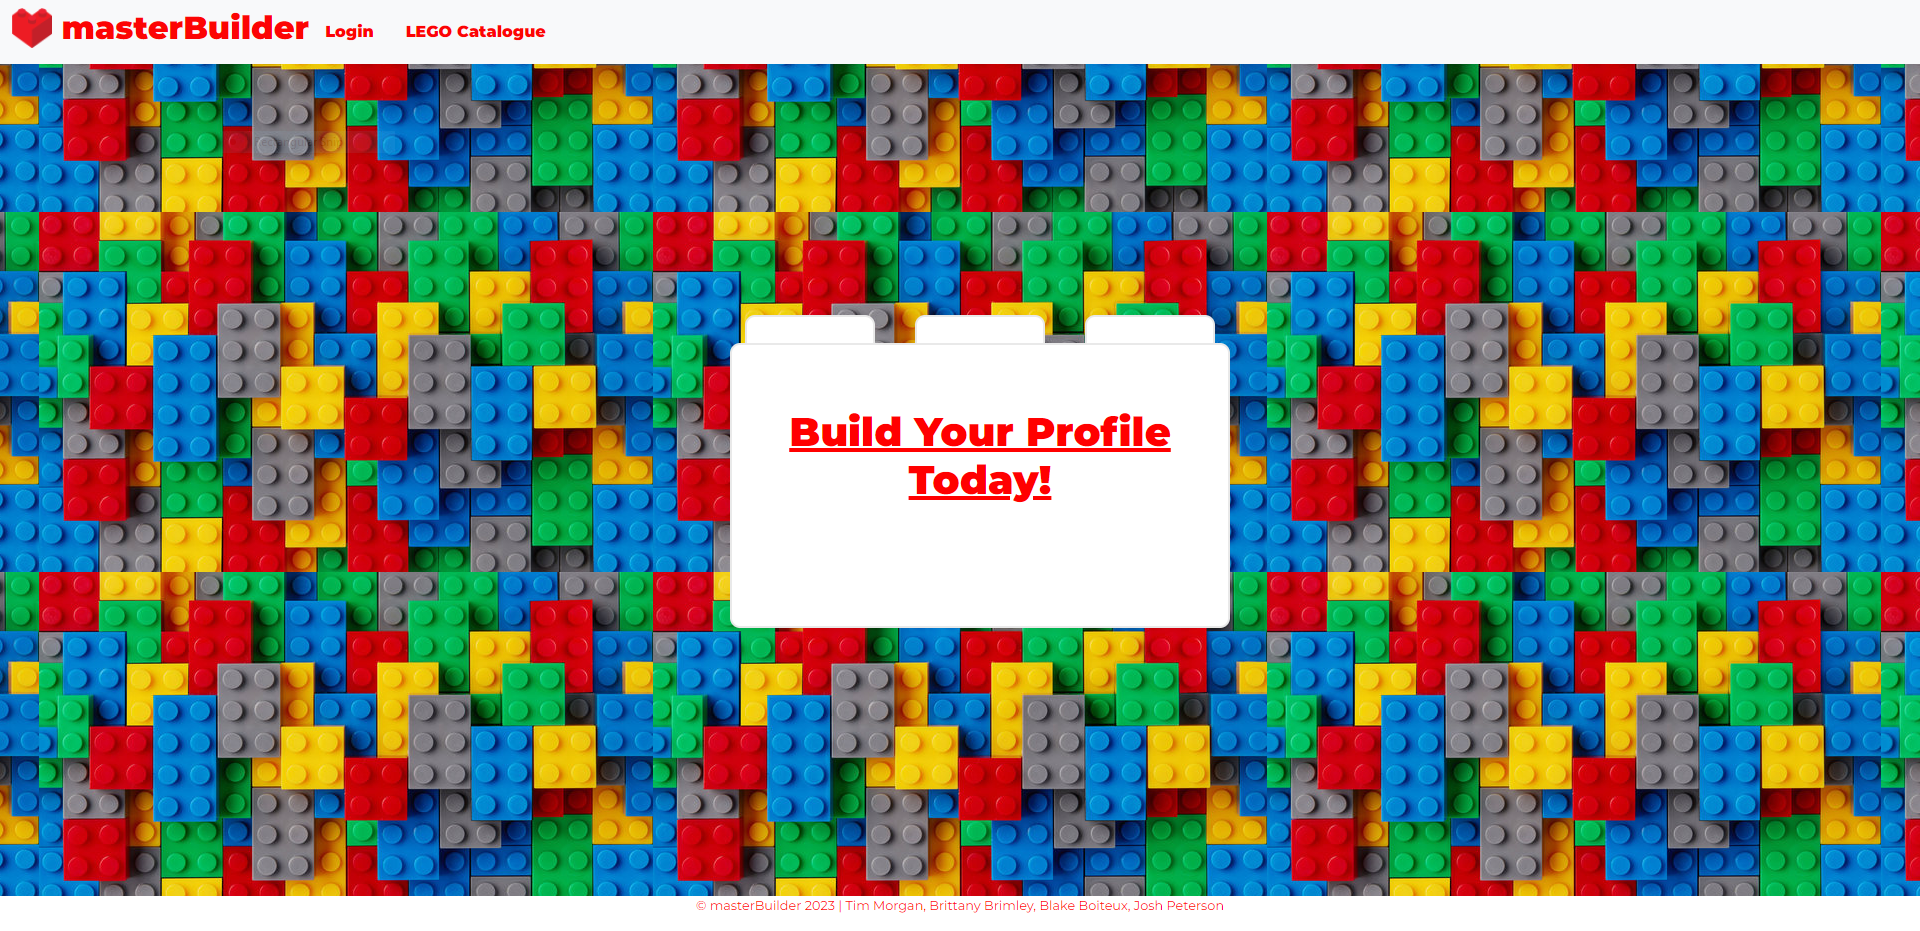 masterBuilder Login LEGO Catalogue
Build Your Profile
Today!
© masterBuilder 2023 | Tim Morgan, Brittany Brimley, Blake Boiteux, Josh Peterson